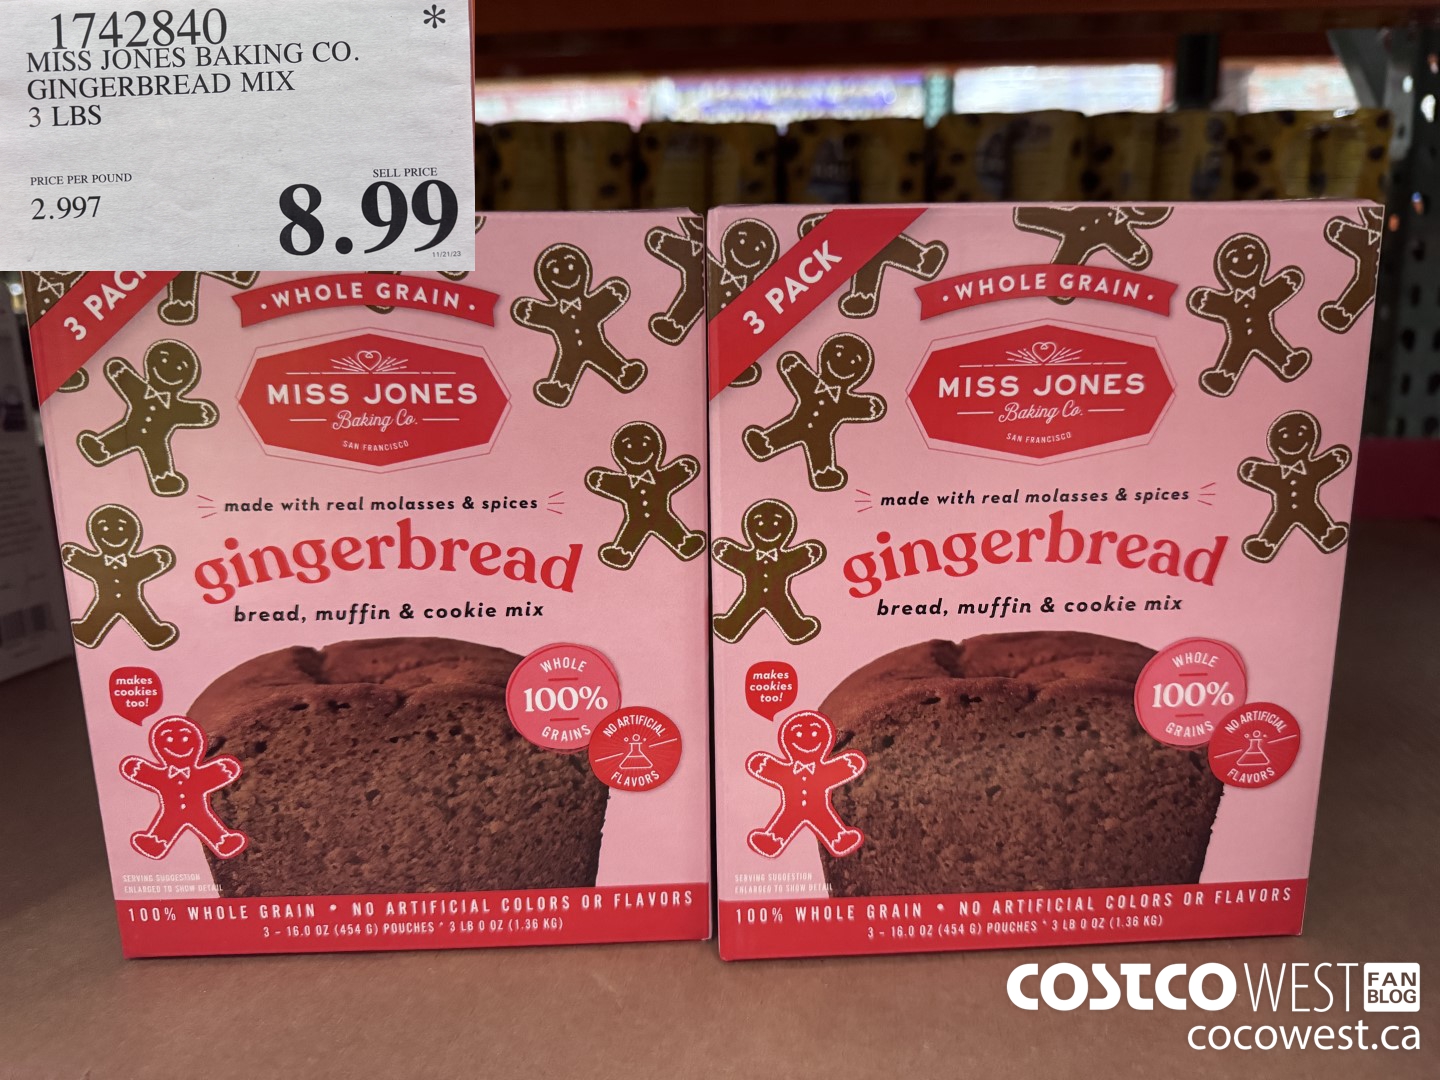 1742840 *
MISS JONES BAKING CO.
GINGERBREAD MIX
3 LBS
PRICE PER POUND
2.997
SELL PRICE
8.99
11/21/23
3 PACK
WHOLE GRAIN
MISS JONES
Baking Co.
SAN FRANCISCO
made with real molasses & spices
gingerbread
bread, muffin & cookie mix
makes
cookies
too!
WHOLE
100%
GRAINS
NO ARTIFICIAL
FLAVORS
SERVING SUGGESTION
ENLARGED TO SHOW DETAIL
100% WHOLE GRAIN • NO ARTIFICIAL COLORS OR FLAVORS
3 - 16.0 OZ (454 G) POUCHES • 3 LB 0 OZ (1.36 KG)
3 PACK
WHOLE GRAIN
MISS JONES
Baking Co.
SAN FRANCISCO
made with real molasses & spices
gingerbread
bread, muffin & cookie mix
makes
cookies
too!
WHOLE
100%
GRAINS
NO ARTIFICIAL
FLAVORS
SERVING SUGGESTION
ENLARGED TO SHOW DETAIL
100% WHOLE GRAIN • NO ARTIFICIAL COLORS OR FLAVORS
3 - 16.0 OZ (454 G) POUCHES • 3 LB 0 OZ (1.36 KG)
COSTCO WEST FAN BLOG
cocowest.ca